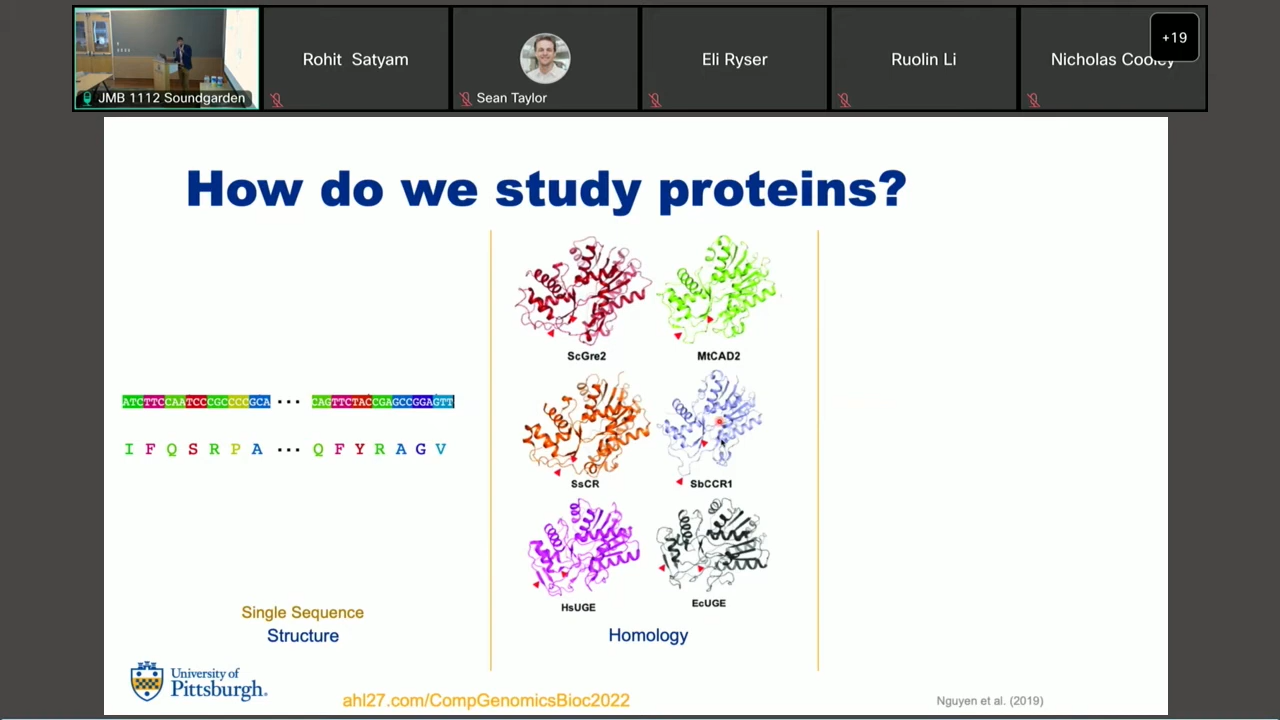 JMB 1112 Soundgarden
Rohit Satyam
Sean Taylor
Eli Ryser
Ruolin Li
Nicholas Cooley
+19
How do we study proteins?
ATCTTCCAATCCCGCCCCGCA ··· CAGTTCTACCGAGCCGGAGTT
I F Q S R P A ··· Q F Y R A G V
Single Sequence
Structure
ScGre2
MtCAD2
SsCR
SbCCR1
HsUGE
EcUGE
Homology
University of
Pittsburgh.
ahl27.com/CompGenomicsBioc2022
Nguyen et al. (2019)